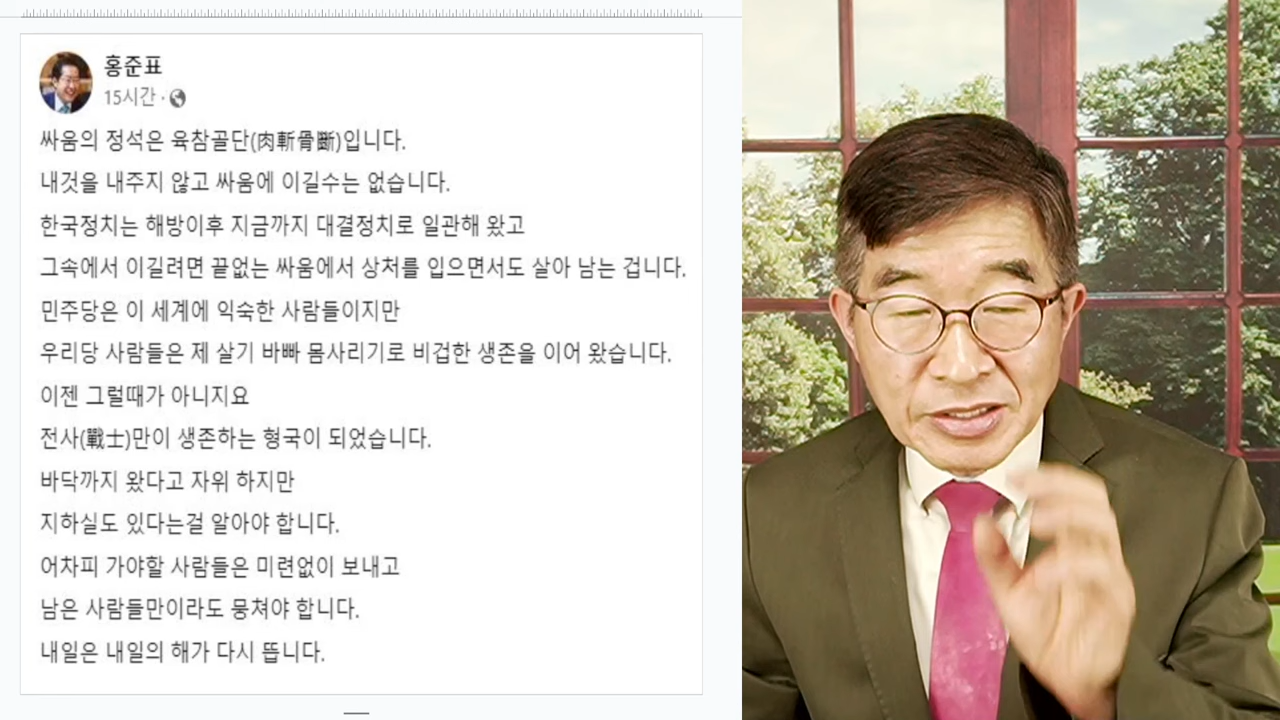 홍준표
15시간 ·
싸움의 정석은 육참골단(肉斬骨斷)입니다.
내것을 내주지 않고 싸움에 이길수는 없습니다.
한국정치는 해방이후 지금까지 대결정치로 일관해 왔고
그속에서 이길려면 끝없는 싸움에서 상처를 입으면서도 살아 남는 겁니다.
민주당은 이 세계에 익숙한 사람들이지만
우리당 사람들은 제 살기 바빠 몸사리기로 비겁한 생존을 이어 왔습니다.
이젠 그럴때가 아니지요
전사(戰士)만이 생존하는 형국이 되었습니다.
바닥까지 왔다고 자위 하지만
지하실도 있다는걸 알아야 합니다.
어차피 가야할 사람들은 미련없이 보내고
남은 사람들만이라도 뭉쳐야 합니다.
내일은 내일의 해가 다시 뜹니다.